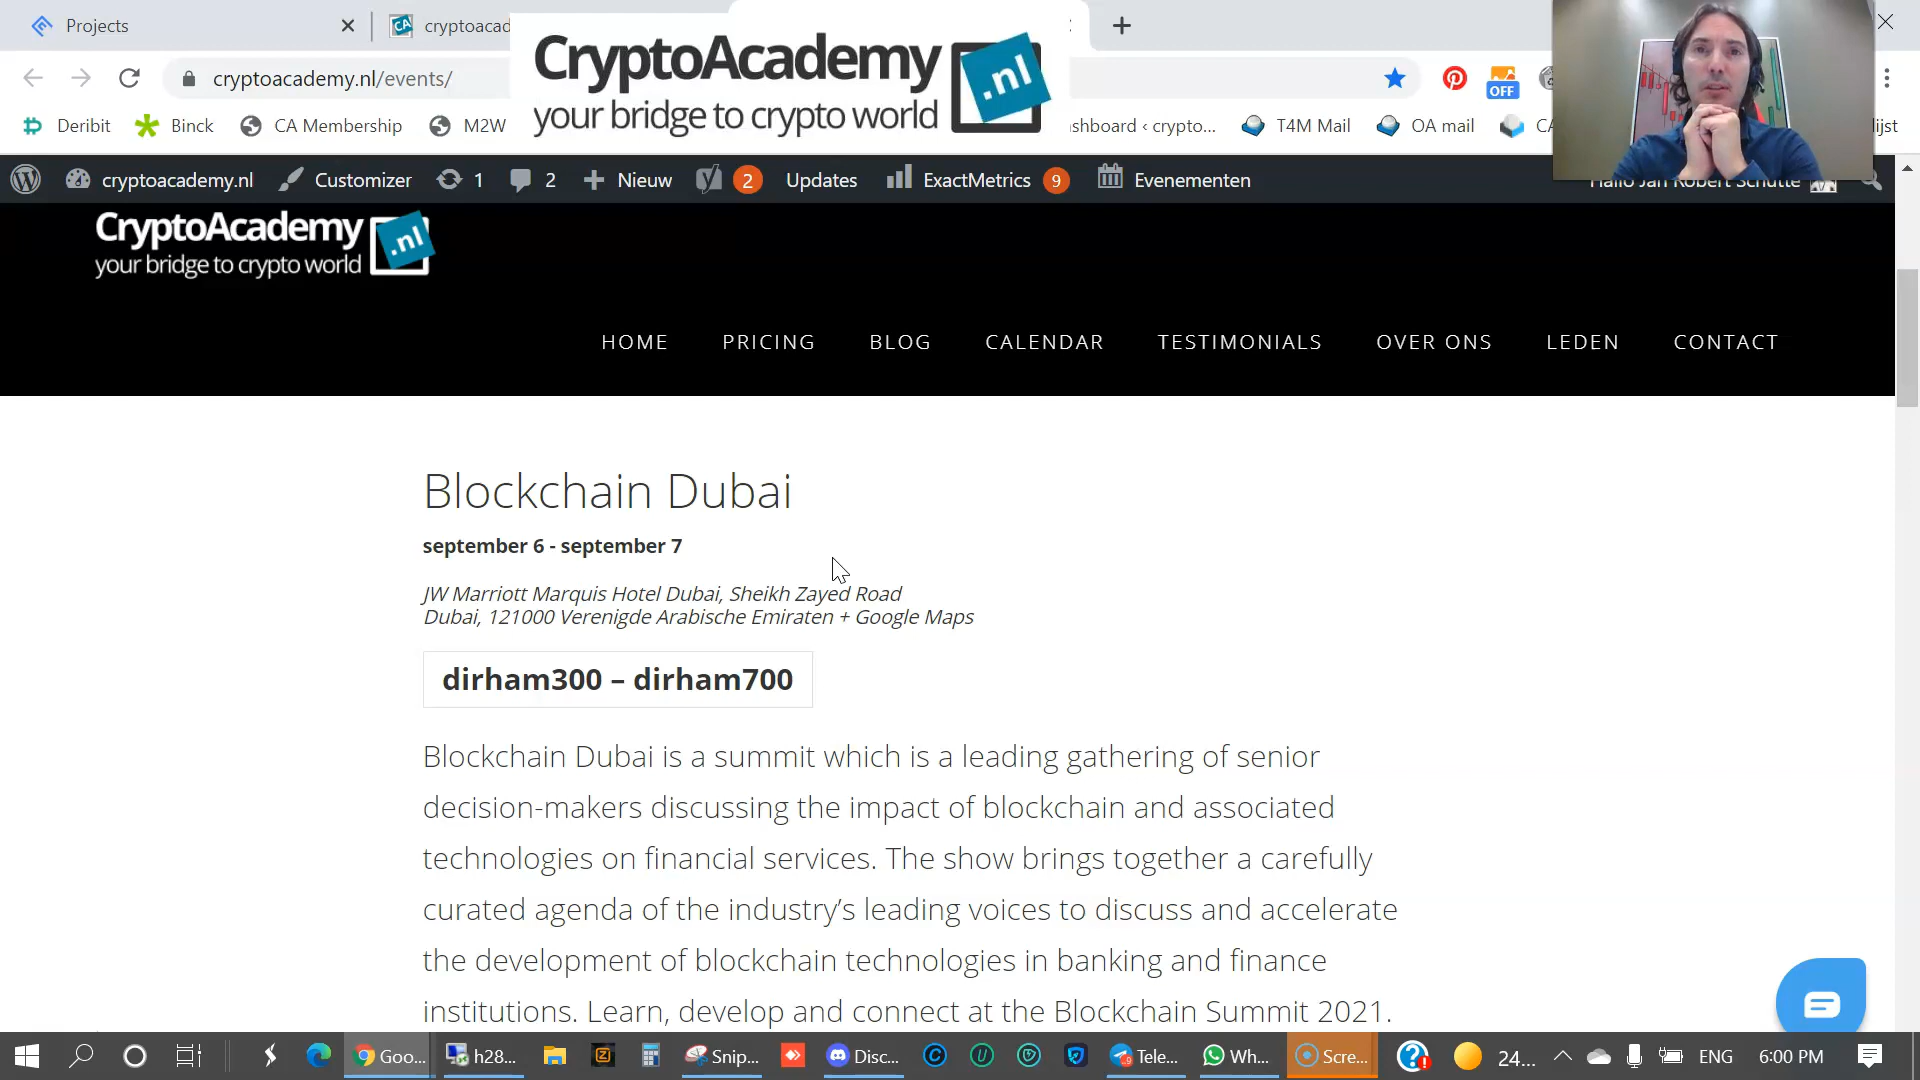 Projects
cryptoacad
CryptoAcademy
.nl
your bridge to crypto world
cryptoacademy.nl/events/
OFF
Deribit
Binck
CA Membership
M2W
shboard ‹ crypto...
T4M Mail
OA mail
CA
ijst
cryptoacademy.nl
Customizer
1
2
Nieuw
2
Updates
ExactMetrics
9
Evenementen
Hallo Jan Robert Schutte
CryptoAcademy
.nl
your bridge to crypto world
HOME
PRICING
BLOG
CALENDAR
TESTIMONIALS
OVER ONS
LEDEN
CONTACT
Blockchain Dubai
september 6 - september 7
JW Marriott Marquis Hotel Dubai, Sheikh Zayed Road
Dubai, 121000 Verenigde Arabische Emiraten + Google Maps
dirham300 – dirham700
Blockchain Dubai is a summit which is a leading gathering of senior
decision-makers discussing the impact of blockchain and associated
technologies on financial services. The show brings together a carefully
curated agenda of the industry’s leading voices to discuss and accelerate
the development of blockchain technologies in banking and finance
institutions. Learn, develop and connect at the Blockchain Summit 2021.
Goo...
h28...
Snip...
Disc...
Tele...
Wh...
Scre...
24...
ENG
6:00 PM